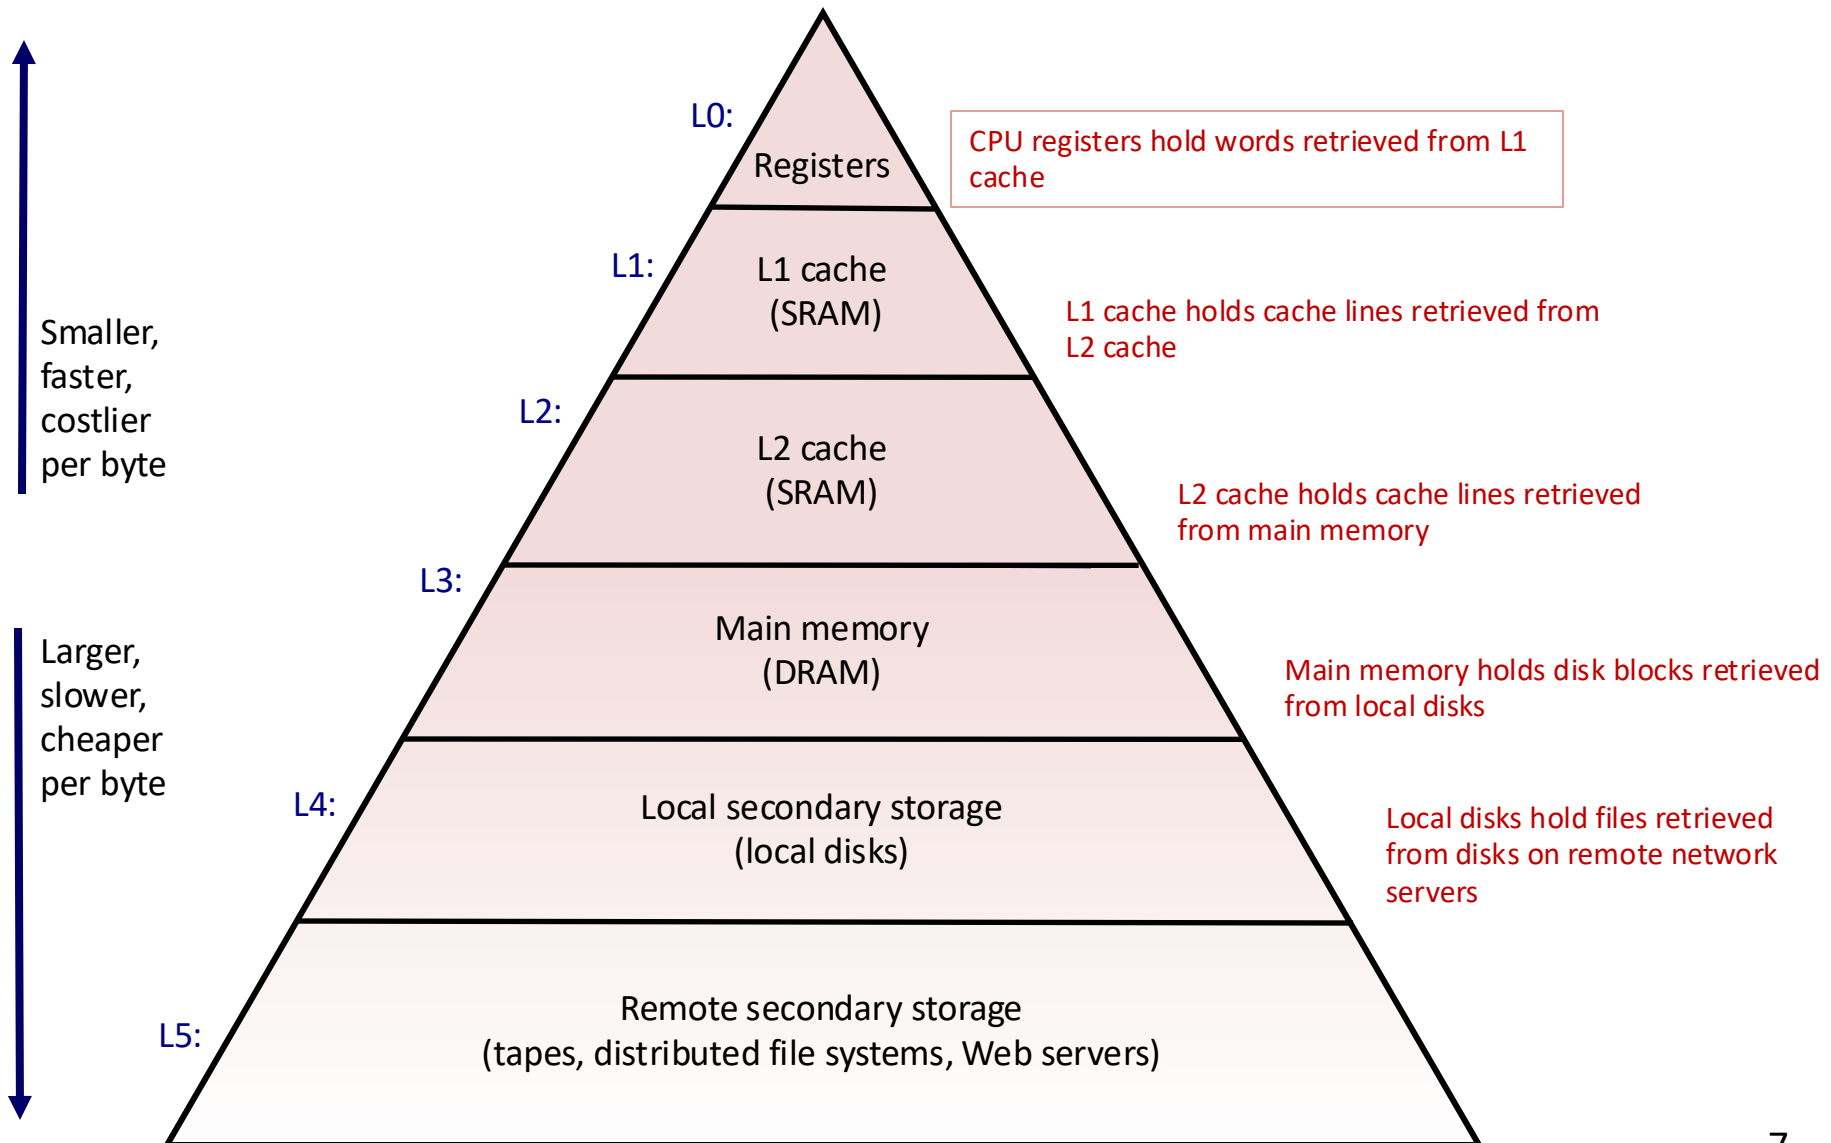 L0:
Registers
CPU registers hold words retrieved from L1
cache
L1:
L1 cache
(SRAM)
L1 cache holds cache lines retrieved from
L2 cache
Smaller,
faster,
costlier
per byte
L2:
L2 cache
(SRAM)
L2 cache holds cache lines retrieved
from main memory
L3:
Main memory
(DRAM)
Main memory holds disk blocks retrieved
from local disks
Larger,
slower,
cheaper
per byte
L4:
Local secondary storage
(local disks)
Local disks hold files retrieved
from disks on remote network
servers
L5:
Remote secondary storage
(tapes, distributed file systems, Web servers)
7